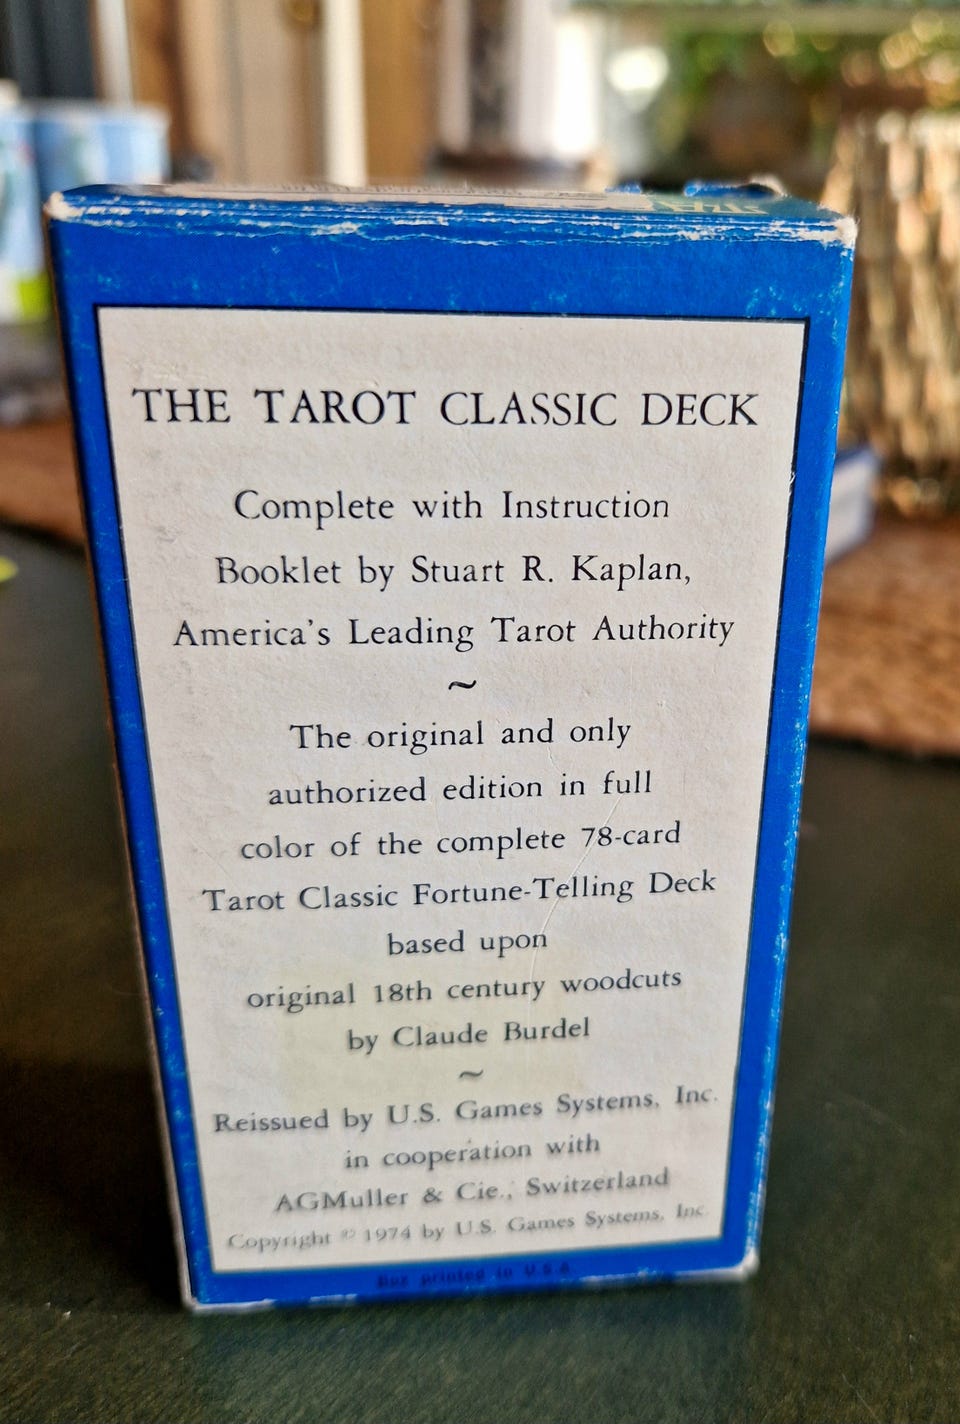 THE TAROT CLASSIC DECK
Complete with Instruction
Booklet by Stuart R. Kaplan,
America's Leading Tarot Authority
~
The original and only
authorized edition in full
color of the complete 78-card
Tarot Classic Fortune-Telling Deck
based upon
original 18th century woodcuts
by Claude Burdel
~
Reissued by U.S. Games Systems, Inc.
in cooperation with
AGMuller & Cie., Switzerland
Copyright © 1974 by U.S. Games Systems, Inc.
Box printed in U.S.A.